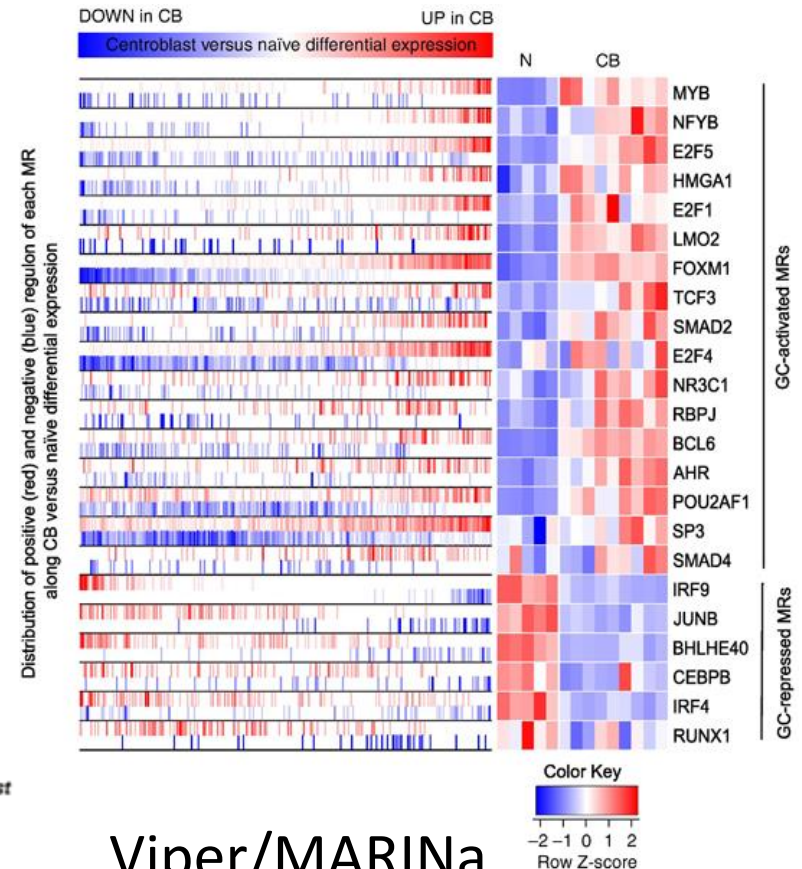 DOWN in CB
UP in CB
Centroblast versus naïve differential expression
N
CB
Distribution of positive (red) and negative (blue) regulon of each MR
along CB versus naïve differential expression
MYB
NFYB
E2F5
HMGA1
E2F1
LMO2
FOXM1
TCF3
SMAD2
E2F4
NR3C1
RBPJ
BCL6
AHR
POU2AF1
SP3
SMAD4
IRF9
JUNB
BHLHE40
CEBPB
IRF4
RUNX1
GC-activated MRs
GC-repressed MRs
Color Key
−2 −1 0 1 2
Row Z-score
st
Viper/MARINa